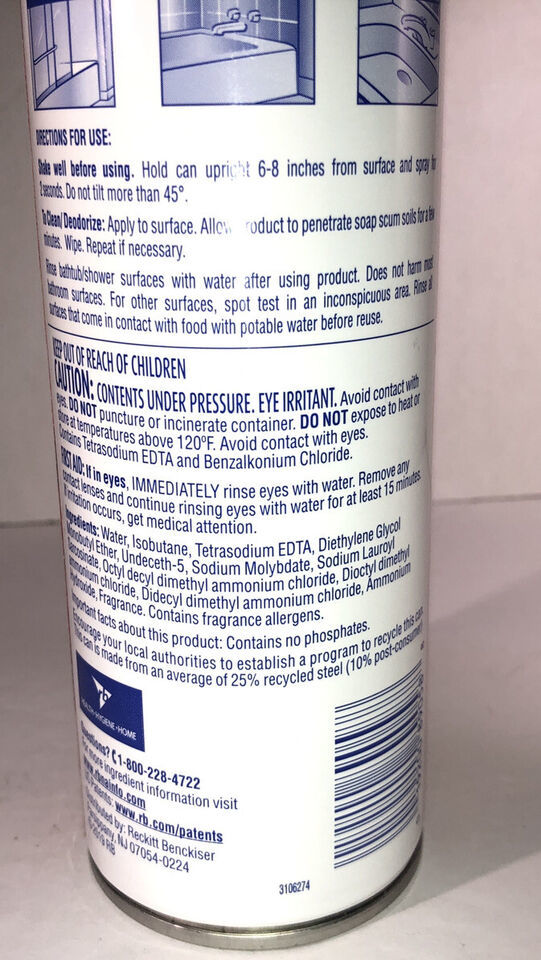 DIRECTIONS FOR USE:
Shake well before using. Hold can upright 6-8 inches from surface and spray for
2 seconds. Do not tilt more than 45°.
To Clean/Deodorize: Apply to surface. Allow product to penetrate soap scum soils for a few
minutes. Wipe. Repeat if necessary.
Rinse bathtub/shower surfaces with water after using product. Does not harm most
bathroom surfaces. For other surfaces, spot test in an inconspicuous area. Rinse all
surfaces that come in contact with food with potable water before reuse.
KEEP OUT OF REACH OF CHILDREN
CAUTION: CONTENTS UNDER PRESSURE. EYE IRRITANT. Avoid contact with
eyes. DO NOT puncture or incinerate container. DO NOT expose to heat or
store at temperatures above 120°F. Avoid contact with eyes.
Contains Tetrasodium EDTA and Benzalkonium Chloride.
FIRST AID: If in eyes, IMMEDIATELY rinse eyes with water. Remove any
contact lenses and continue rinsing eyes with water for at least 15 minutes.
If irritation occurs, get medical attention.
Ingredients: Water, Isobutane, Tetrasodium EDTA, Diethylene Glycol
Monobutyl Ether, Undeceth-5, Sodium Molybdate, Sodium Lauroyl
Sarcosinate, Octyl decyl dimethyl ammonium chloride, Dioctyl dimethyl
ammonium chloride, Didecyl dimethyl ammonium chloride, Ammonium
Hydroxide, Fragrance. Contains fragrance allergens.
Important facts about this product: Contains no phosphates.
Encourage your local authorities to establish a program to recycle this can.
This can is made from an average of 25% recycled steel (10% post-consumer)
rb
HEALTH•HYGIENE•HOME
Questions? 1-800-228-4722
For more ingredient information visit
www.rbnainfo.com
US Patents: www.rb.com/patents
Distributed by: Reckitt Benckiser
Parsippany, NJ 07054-0224
© 2019 RB
3106274